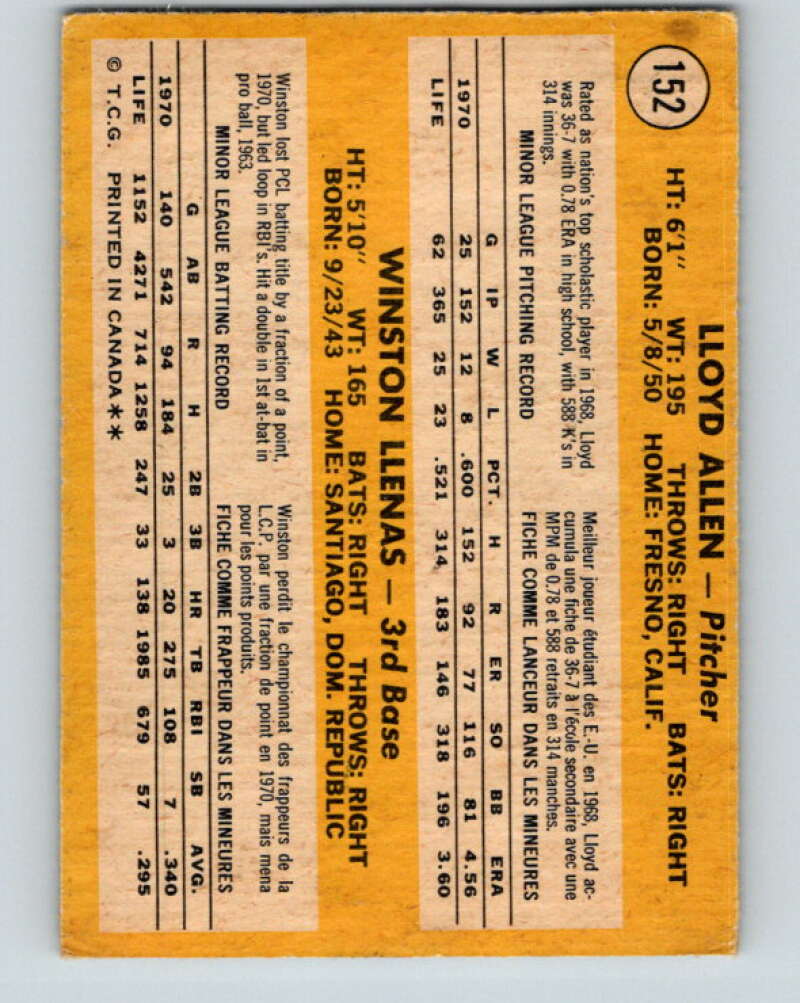 152
LLOYD ALLEN — Pitcher
HT: 6'1" WT: 195 THROWS: RIGHT BATS: RIGHT
BORN: 5/8/50 HOME: FRESNO, CALIF.
Rated as nation's top scholastic player in 1968, Lloyd
was 36-7 with 0.78 ERA in high school, with 588 K's in
314 innings.
Meilleur joueur étudiant des E.-U. en 1968, Lloyd ac-
cumula une fiche de 36-7 à l'école secondaire avec une
MPM de 0.78 et 588 retraits en 314 manches.
MINOR LEAGUE PITCHING RECORD FICHE COMME LANCEUR DANS LES MINEURES
G IP W L PCT. H R ER SO BB ERA
1970 25 152 12 8 .600 152 92 77 116 81 4.56
LIFE 62 365 25 23 .521 314 183 146 318 196 3.60
WINSTON LLENAS — 3rd Base
HT: 5'10" WT: 165 BATS: RIGHT THROWS: RIGHT
BORN: 9/23/43 HOME: SANTIAGO, DOM. REPUBLIC
Winston lost PCL batting title by a fraction of a point,
1970, but led loop in RBI's. Hit a double in 1st at-bat in
pro ball, 1963.
Winston perdit le championnat des frappeurs de la
L.C.P. par une fraction de point en 1970, mais mena
pour les points produits.
MINOR LEAGUE BATTING RECORD FICHE COMME FRAPPEUR DANS LES MINEURES
G AB R H 2B 3B HR TB RBI SB AVG.
1970 140 542 94 184 25 3 20 275 108 7 .340
LIFE 1152 4271 714 1258 247 33 138 1985 679 57 .295
© T.C.G. PRINTED IN CANADA**